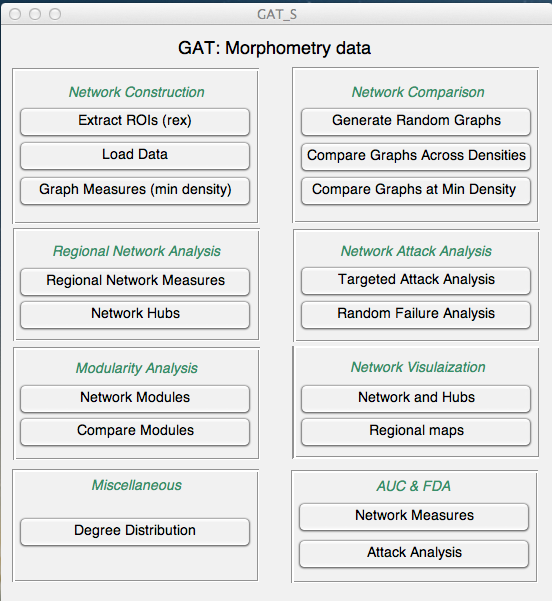 GAT_S
GAT: Morphometry data
Network Construction
Extract ROIs (rex)
Load Data
Graph Measures (min density)
Network Comparison
Generate Random Graphs
Compare Graphs Across Densities
Compare Graphs at Min Density
Regional Network Analysis
Regional Network Measures
Network Hubs
Network Attack Analysis
Targeted Attack Analysis
Random Failure Analysis
Modularity Analysis
Network Modules
Compare Modules
Network Visulaization
Network and Hubs
Regional maps
Miscellaneous
Degree Distribution
AUC & FDA
Network Measures
Attack Analysis